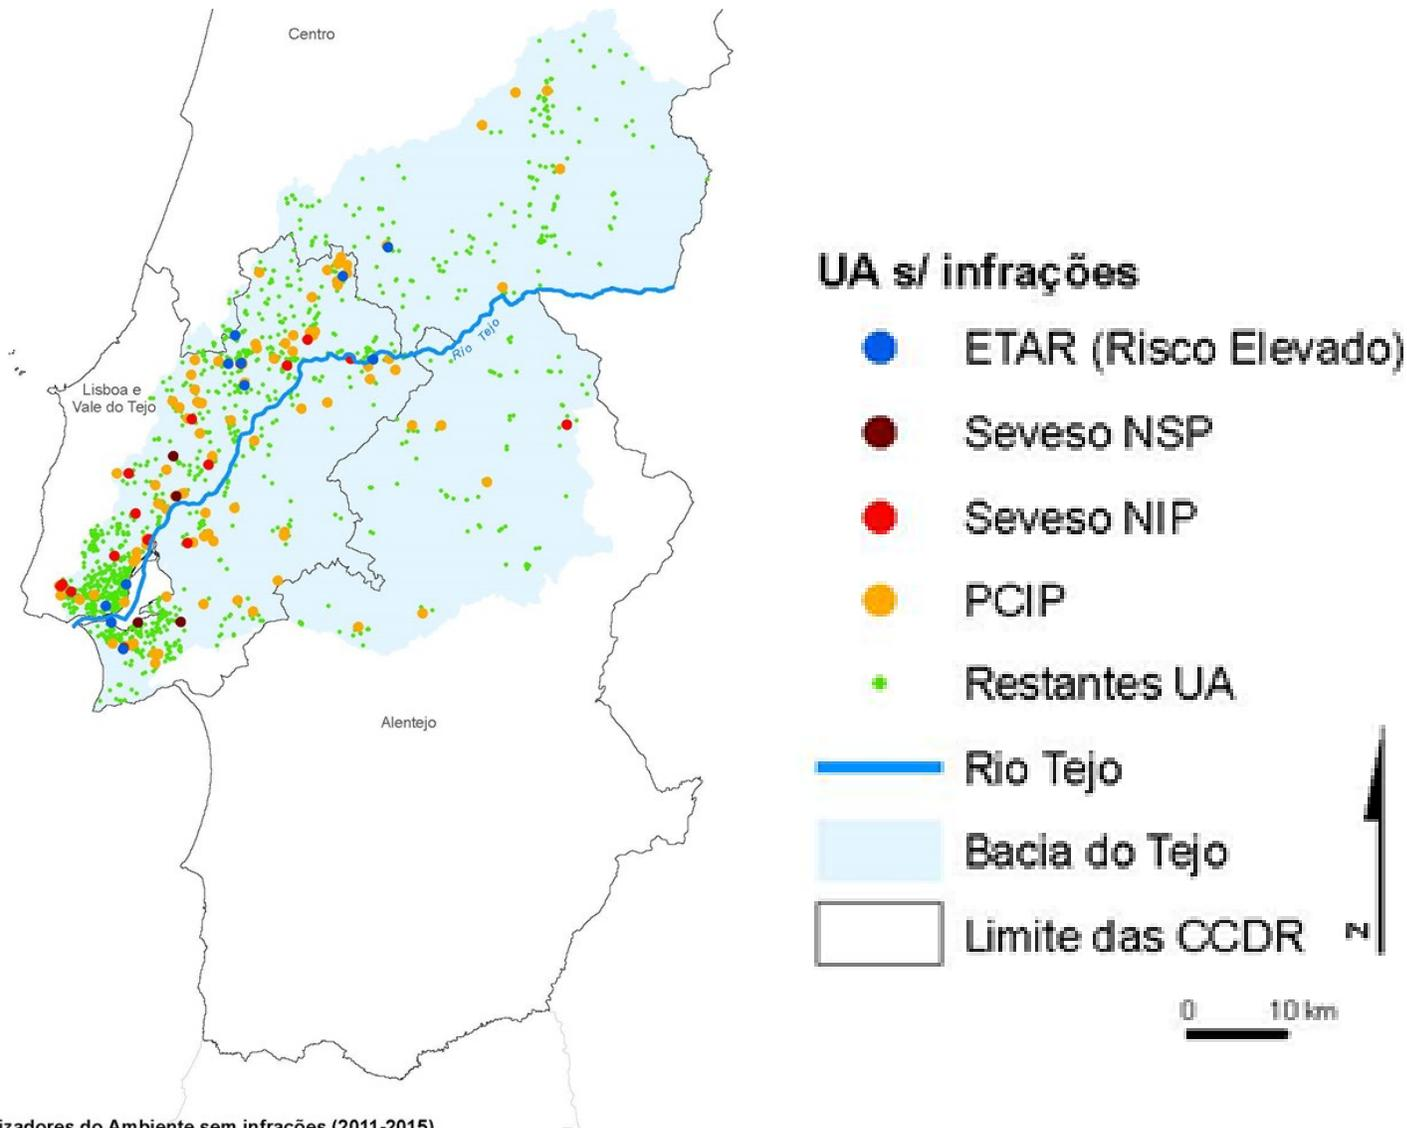 Centro
Rio Tejo
Lisboa e
Vale do Tejo
Alentejo
UA s/ infrações
ETAR (Risco Elevado)
Seveso NSP
Seveso NIP
PCIP
Restantes UA
Rio Tejo
Bacia do Tejo
Limite das CCDR
N
0 10 km
izadores do Ambiente sem infrações (2011-2015)